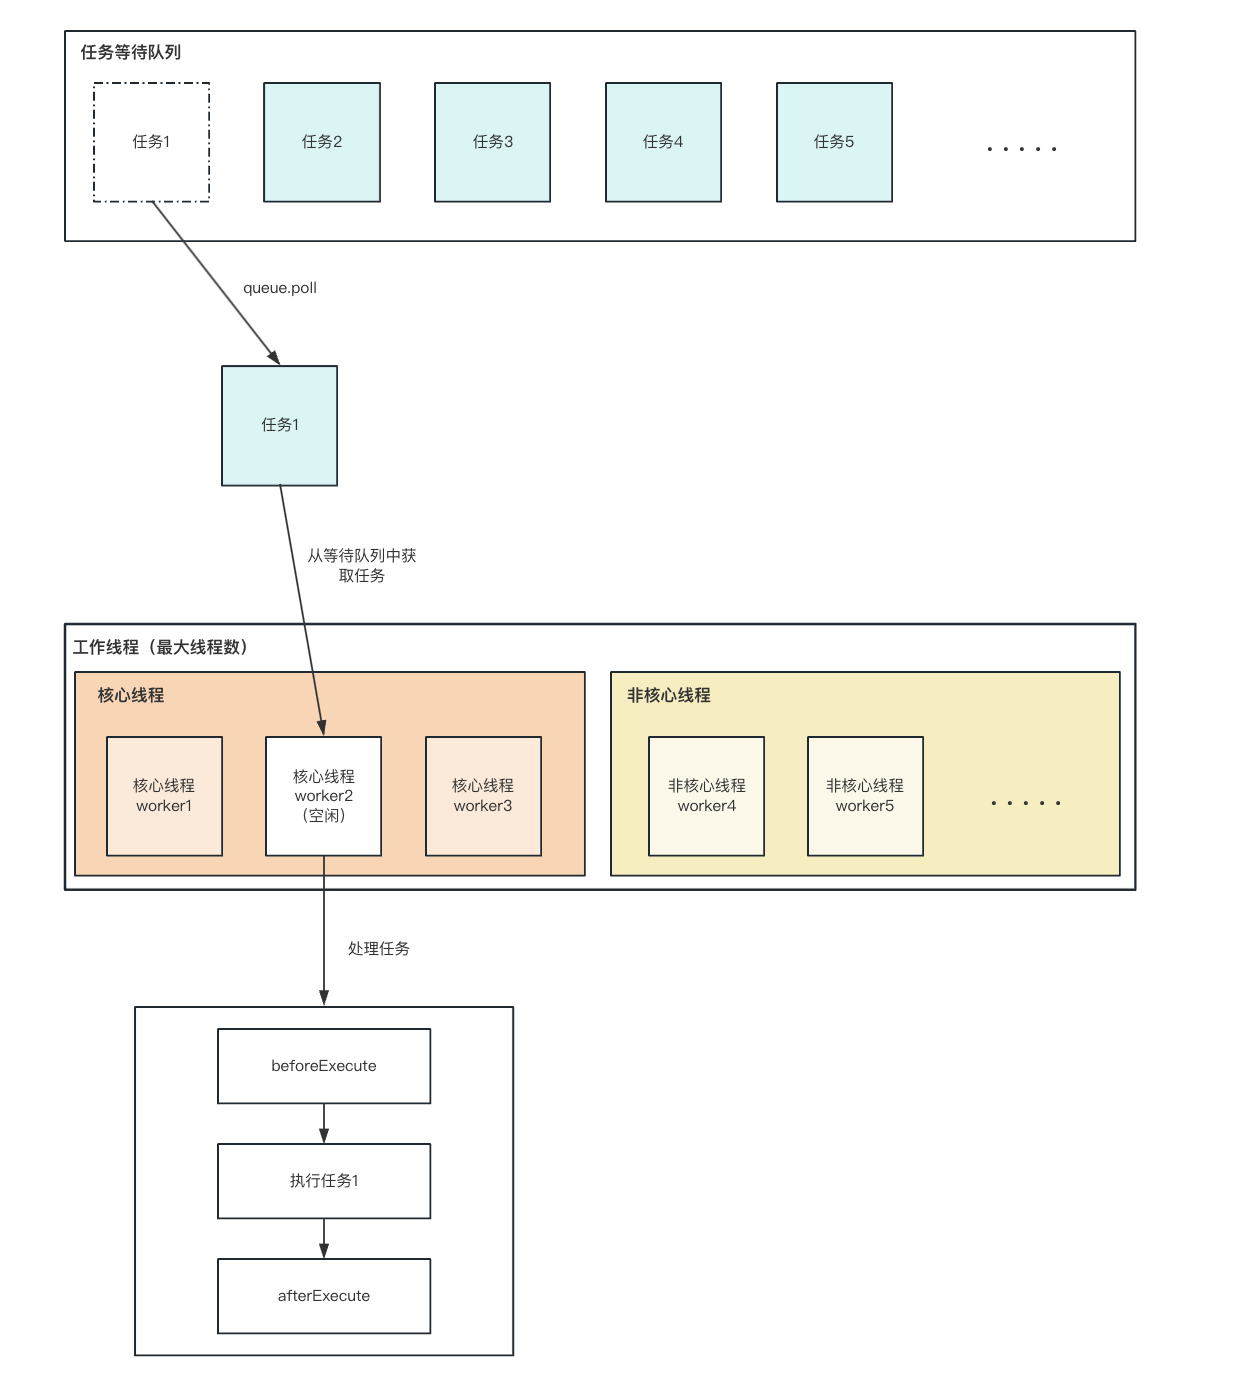 任务等待队列
任务1
任务2
任务3
任务4
任务5
.....
queue.poll
任务1
从等待队列中获
取任务
工作线程（最大线程数）
核心线程
核心线程
worker1
核心线程
worker2
（空闲）
核心线程
worker3
非核心线程
非核心线程
worker4
非核心线程
worker5
.....
处理任务
beforeExecute
执行任务1
afterExecute